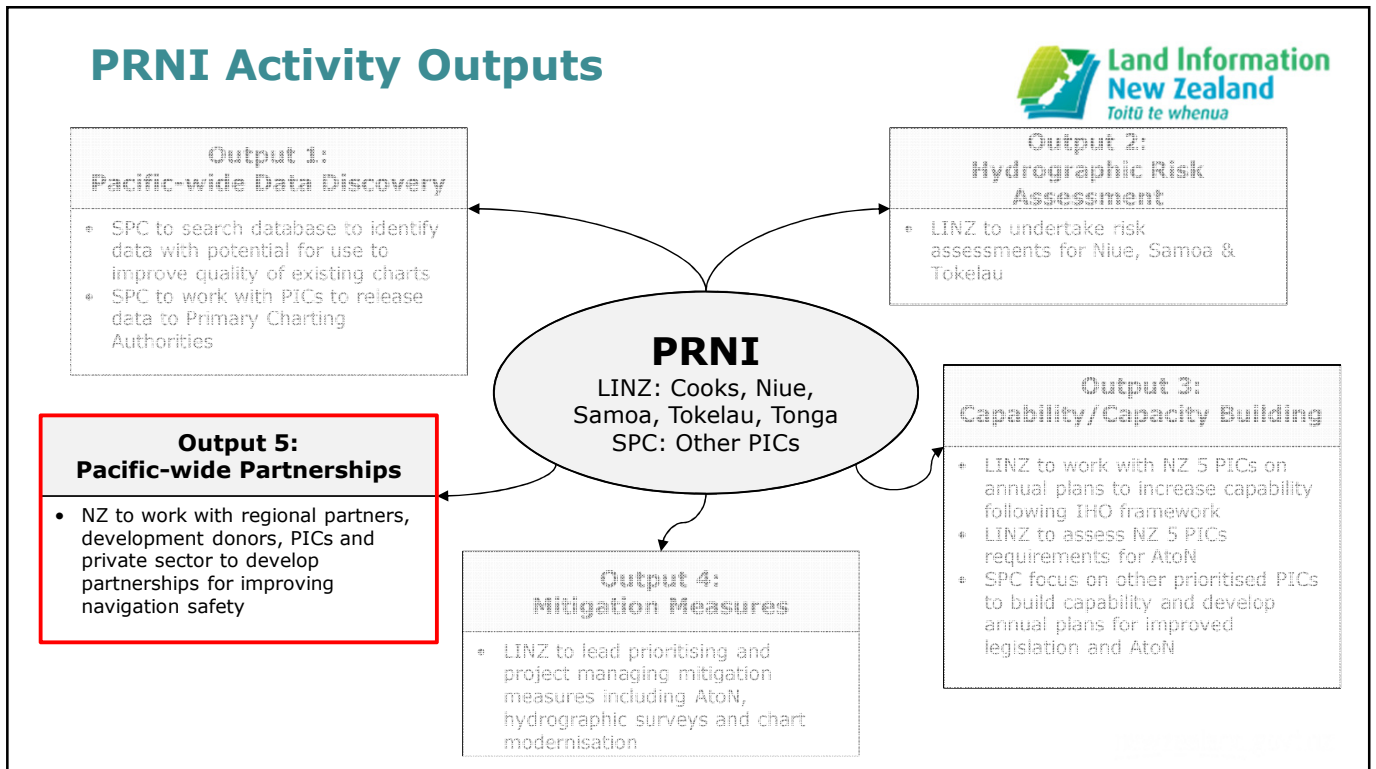 PRNI Activity Outputs
Land Information
New Zealand
Toitū te whenua
Output 1:
Pacific-wide Data Discovery
• SPC to search database to identify
data with potential for use to
improve quality of existing charts
• SPC to work with PICs to release
data to Primary Charting
Authorities
Output 2:
Hydrographic Risk
Assessment
• LINZ to undertake risk
assessments for Niue, Samoa &
Tokelau
PRNI
LINZ: Cooks, Niue,
Samoa, Tokelau, Tonga
SPC: Other PICs
Output 3:
Capability/Capacity Building
• LINZ to work with NZ 5 PICs on
annual plans to increase capability
following IHO framework
• LINZ to assess NZ 5 PICs
requirements for AtoN
• SPC focus on other prioritised PICs
to build capability and develop
annual plans for improved
legislation and AtoN
Output 5:
Pacific-wide Partnerships
• NZ to work with regional partners,
development donors, PICs and
private sector to develop
partnerships for improving
navigation safety
Output 4:
Mitigation Measures
• LINZ to lead prioritising and
project managing mitigation
measures including AtoN,
hydrographic surveys and chart
modernisation